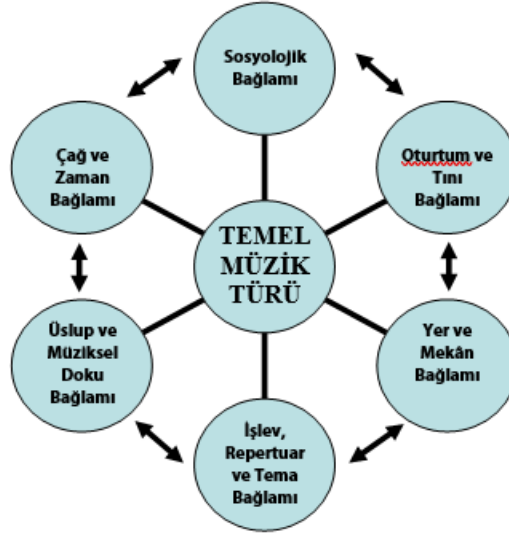 Sosyolojik
Bağlamı
Çağ ve
Zaman
Bağlamı
Oturtum ve
Tını
Bağlamı
TEMEL
MÜZİK
TÜRÜ
Üslup ve
Müziksel
Doku
Bağlamı
Yer ve
Mekân
Bağlamı
İşlev,
Repertuar
ve Tema
Bağlamı